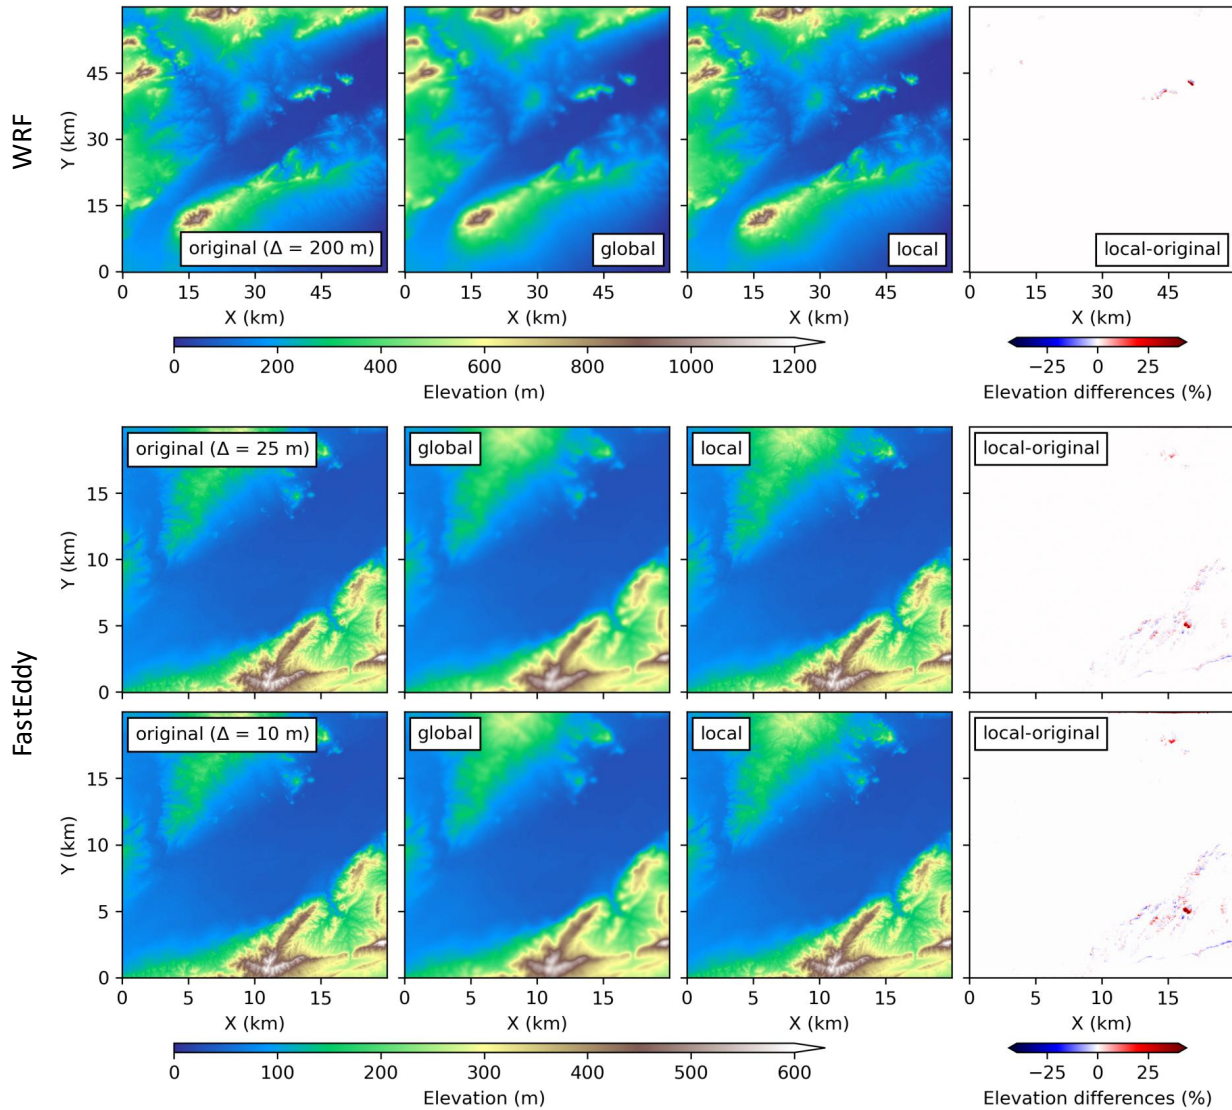 WRF
Y (km)
45
30
15
0
original (Δ = 200 m)
global
local
local-original
0 15 30 45
0 15 30 45
0 15 30 45
0 15 30 45
X (km)
X (km)
X (km)
X (km)
0 200 400 600 800 1000 1200
Elevation (m)
−25 0 25
Elevation differences (%)
FastEddy
Y (km)
15
10
5
0
original (Δ = 25 m)
global
local
local-original
Y (km)
15
10
5
0
original (Δ = 10 m)
global
local
local-original
0 5 10 15
0 5 10 15
0 5 10 15
0 5 10 15
X (km)
X (km)
X (km)
X (km)
0 100 200 300 400 500 600
Elevation (m)
−25 0 25
Elevation differences (%)